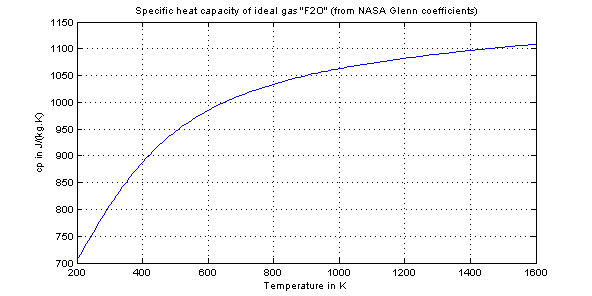 Specific heat capacity of ideal gas "F2O" (from NASA Glenn coefficients)
1150
1100
1050
1000
950
900
850
800
750
700
cp in J/(kg.K)
200 400 600 800 1000 1200 1400 1600
Temperature in K